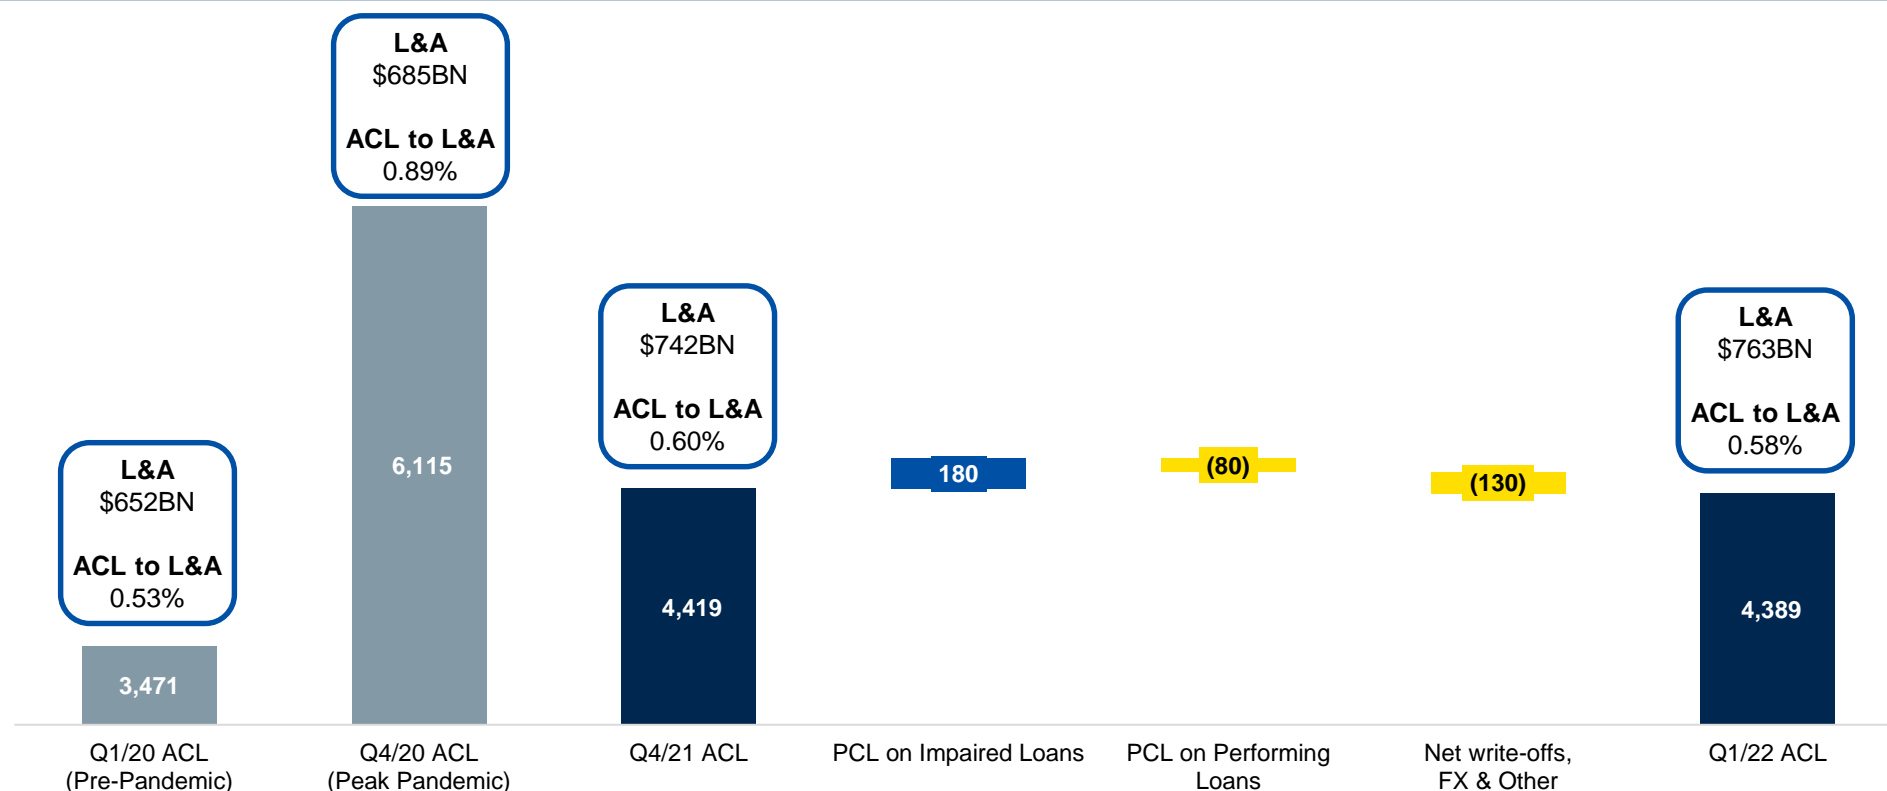 L&A
$685BN
ACL to L&A
0.89%
L&A
$742BN
ACL to L&A
0.60%
L&A
$763BN
ACL to L&A
0.58%
L&A
$652BN
ACL to L&A
0.53%
3,471
6,115
4,419
180
(80)
(130)
4,389
Q1/20 ACL
(Pre-Pandemic)
Q4/20 ACL
(Peak Pandemic)
Q4/21 ACL
PCL on Impaired Loans
PCL on Performing
Loans
Net write-offs,
FX & Other
Q1/22 ACL